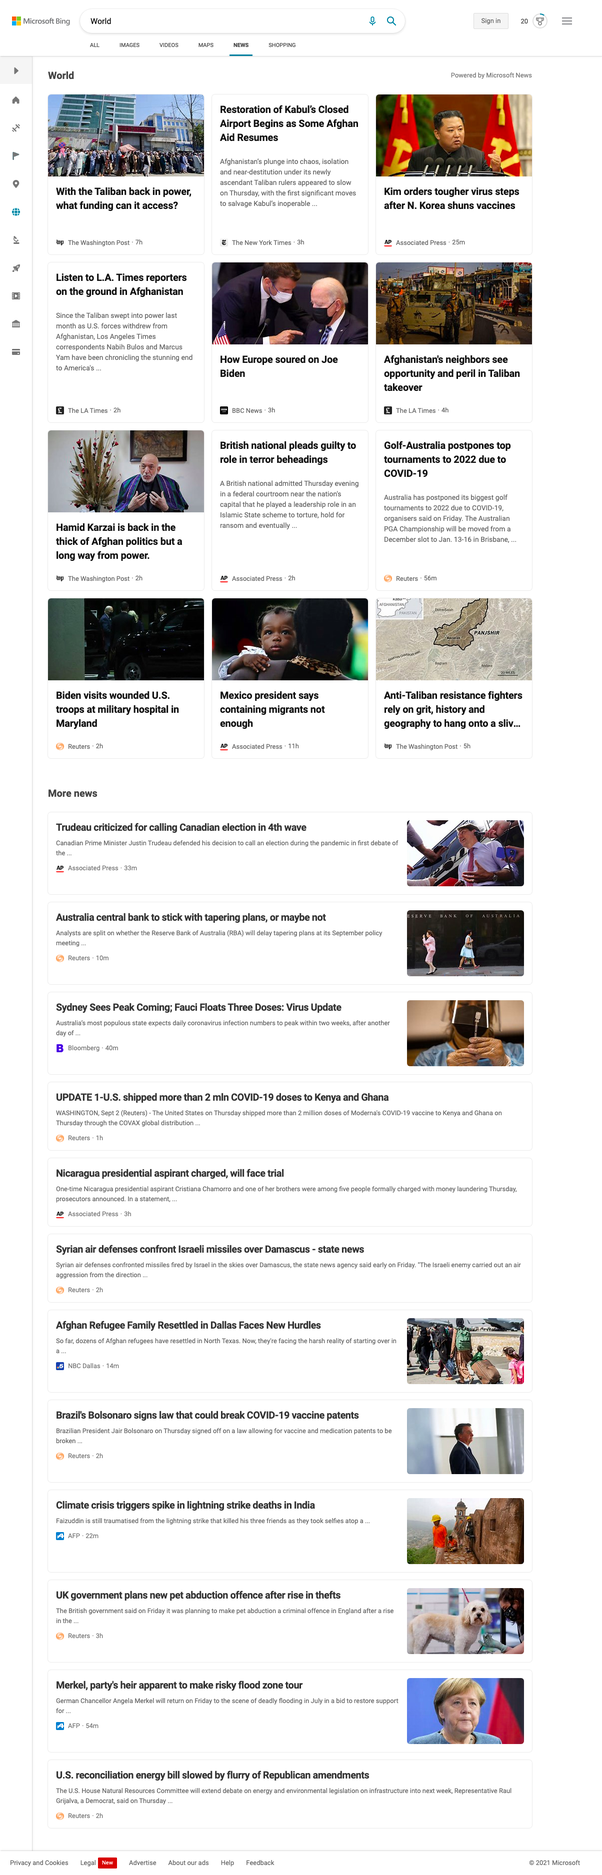 Microsoft Bing
World
Sign in
20
ALL
IMAGES
VIDEOS
MAPS
NEWS
SHOPPING
World
Powered by Microsoft News
With the Taliban back in power,
what funding can it access?
wp The Washington Post · 7h
Restoration of Kabul's Closed
Airport Begins as Some Afghan
Aid Resumes
Afghanistan's plunge into chaos, isolation
and near-destitution under its newly
ascendant Taliban rulers appeared to slow
on Thursday, with the first significant moves
to salvage Kabul's inoperable ...
The New York Times · 3h
Kim orders tougher virus steps
after N. Korea shuns vaccines
AP Associated Press · 25m
Listen to L.A. Times reporters
on the ground in Afghanistan
Since the Taliban swept into power last
month as U.S. forces withdrew from
Afghanistan, Los Angeles Times
correspondents Nabih Bulos and Marcus
Yam have been chronicling the stunning end
to America's ...
The LA Times · 2h
How Europe soured on Joe
Biden
BBC News · 3h
Afghanistan's neighbors see
opportunity and peril in Taliban
takeover
The LA Times · 4h
Hamid Karzai is back in the
thick of Afghan politics but a
long way from power.
wp The Washington Post · 2h
British national pleads guilty to
role in terror beheadings
A British national admitted Thursday evening
in a federal courtroom near the nation's
capital that he played a leadership role in an
Islamic State scheme to torture, hold for
ransom and eventually ...
AP Associated Press · 2h
Golf-Australia postpones top
tournaments to 2022 due to
COVID-19
Australia has postponed its biggest golf
tournaments to 2022 due to COVID-19,
organisers said on Friday. The Australian
PGA Championship will be moved from a
December slot to Jan. 13-16 in Brisbane, ...
Reuters · 56m
Biden visits wounded U.S.
troops at military hospital in
Maryland
Reuters · 2h
Mexico president says
containing migrants not
enough
AP Associated Press · 11h
AFGHANISTAN
PANJSHIR
Anti-Taliban resistance fighters
rely on grit, history and
geography to hang onto a sliv...
wp The Washington Post · 5h
More news
Trudeau criticized for calling Canadian election in 4th wave
Canadian Prime Minister Justin Trudeau defended his decision to call an election during the pandemic in first debate of
the ...
AP Associated Press · 33m
Australia central bank to stick with tapering plans, or maybe not
Analysts are split on whether the Reserve Bank of Australia (RBA) will delay tapering plans at its September policy
meeting ...
Reuters · 10m
RESERVE BANK OF AUSTRALIA
Sydney Sees Peak Coming; Fauci Floats Three Doses: Virus Update
Australia's most populous state expects daily coronavirus infection numbers to peak within two weeks, after another
day of ...
B Bloomberg · 40m
UPDATE 1-U.S. shipped more than 2 mln COVID-19 doses to Kenya and Ghana
WASHINGTON, Sept 2 (Reuters) - The United States on Thursday shipped more than 2 million doses of Moderna's COVID-19 vaccine to Kenya and Ghana on
Thursday through the COVAX global distribution ...
Reuters · 1h
Nicaragua presidential aspirant charged, will face trial
One-time Nicaragua presidential aspirant Cristiana Chamorro and one of her brothers were among five people formally charged with money laundering Thursday,
prosecutors announced. In a statement, ...
AP Associated Press · 3h
Syrian air defenses confront Israeli missiles over Damascus - state news
Syrian air defenses confronted missiles fired by Israel in the skies over Damascus, the state news agency said early on Friday. "The Israeli enemy carried out an air
aggression from the direction ...
Reuters · 2h
Afghan Refugee Family Resettled in Dallas Faces New Hurdles
So far, dozens of Afghan refugees have resettled in North Texas. Now, they're facing the harsh reality of starting over in
a ...
NBC Dallas · 14m
Brazil's Bolsonaro signs law that could break COVID-19 vaccine patents
Brazilian President Jair Bolsonaro on Thursday signed off on a law allowing for vaccine and medication patents to be
broken ...
Reuters · 2h
Climate crisis triggers spike in lightning strike deaths in India
Faizuddin is still traumatised from the lightning strike that killed his three friends as they took selfies atop a ...
AFP · 22m
UK government plans new pet abduction offence after rise in thefts
The British government said on Friday it was planning to make pet abduction a criminal offence in England after a rise
in the ...
Reuters · 3h
Merkel, party's heir apparent to make risky flood zone tour
German Chancellor Angela Merkel will return on Friday to the scene of deadly flooding in July in a bid to restore support
for ...
AFP · 54m
U.S. reconciliation energy bill slowed by flurry of Republican amendments
The U.S. House Natural Resources Committee will extend debate on energy and environmental legislation on infrastructure into next week, Representative Raul
Grijalva, a Democrat, said on Thursday ...
Reuters · 2h
Privacy and Cookies
Legal
New
Advertise
About our ads
Help
Feedback
© 2021 Microsoft